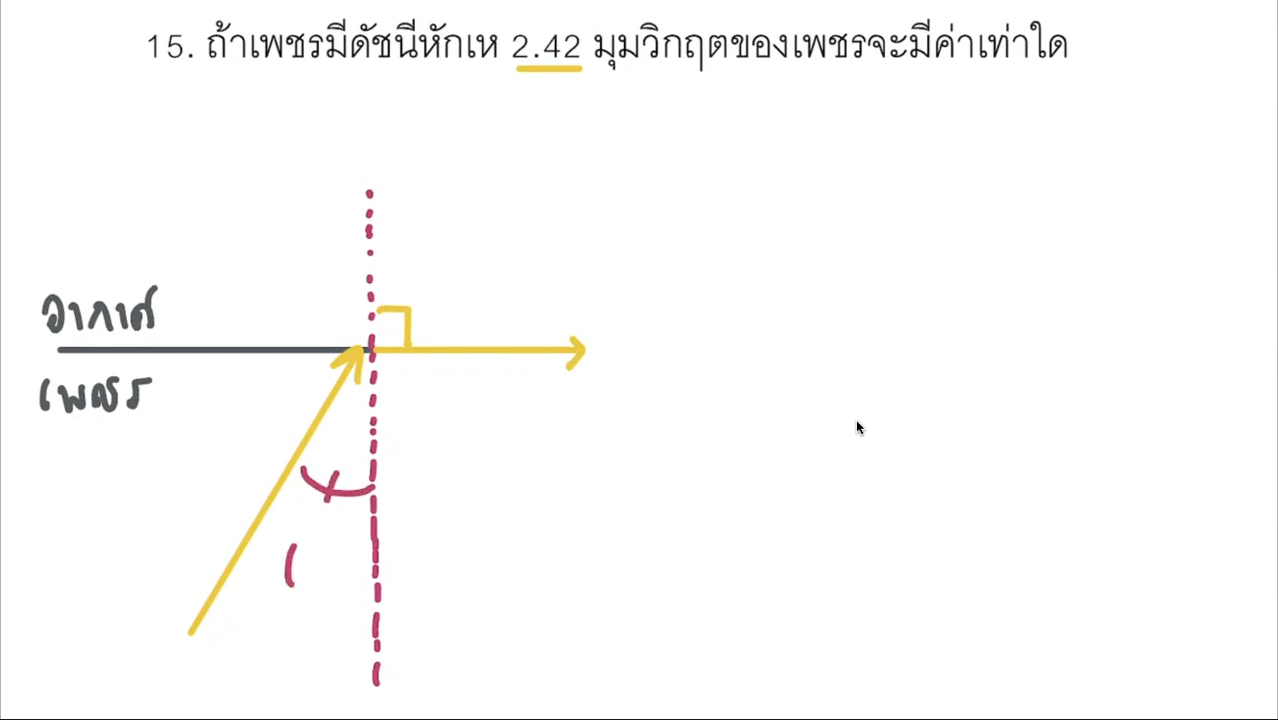 15. ถ้าเพชรมีดัชนีหักเห 2.42 มุมวิกฤตของเพชรจะมีค่าเท่าใด
อากาศ
เพชร